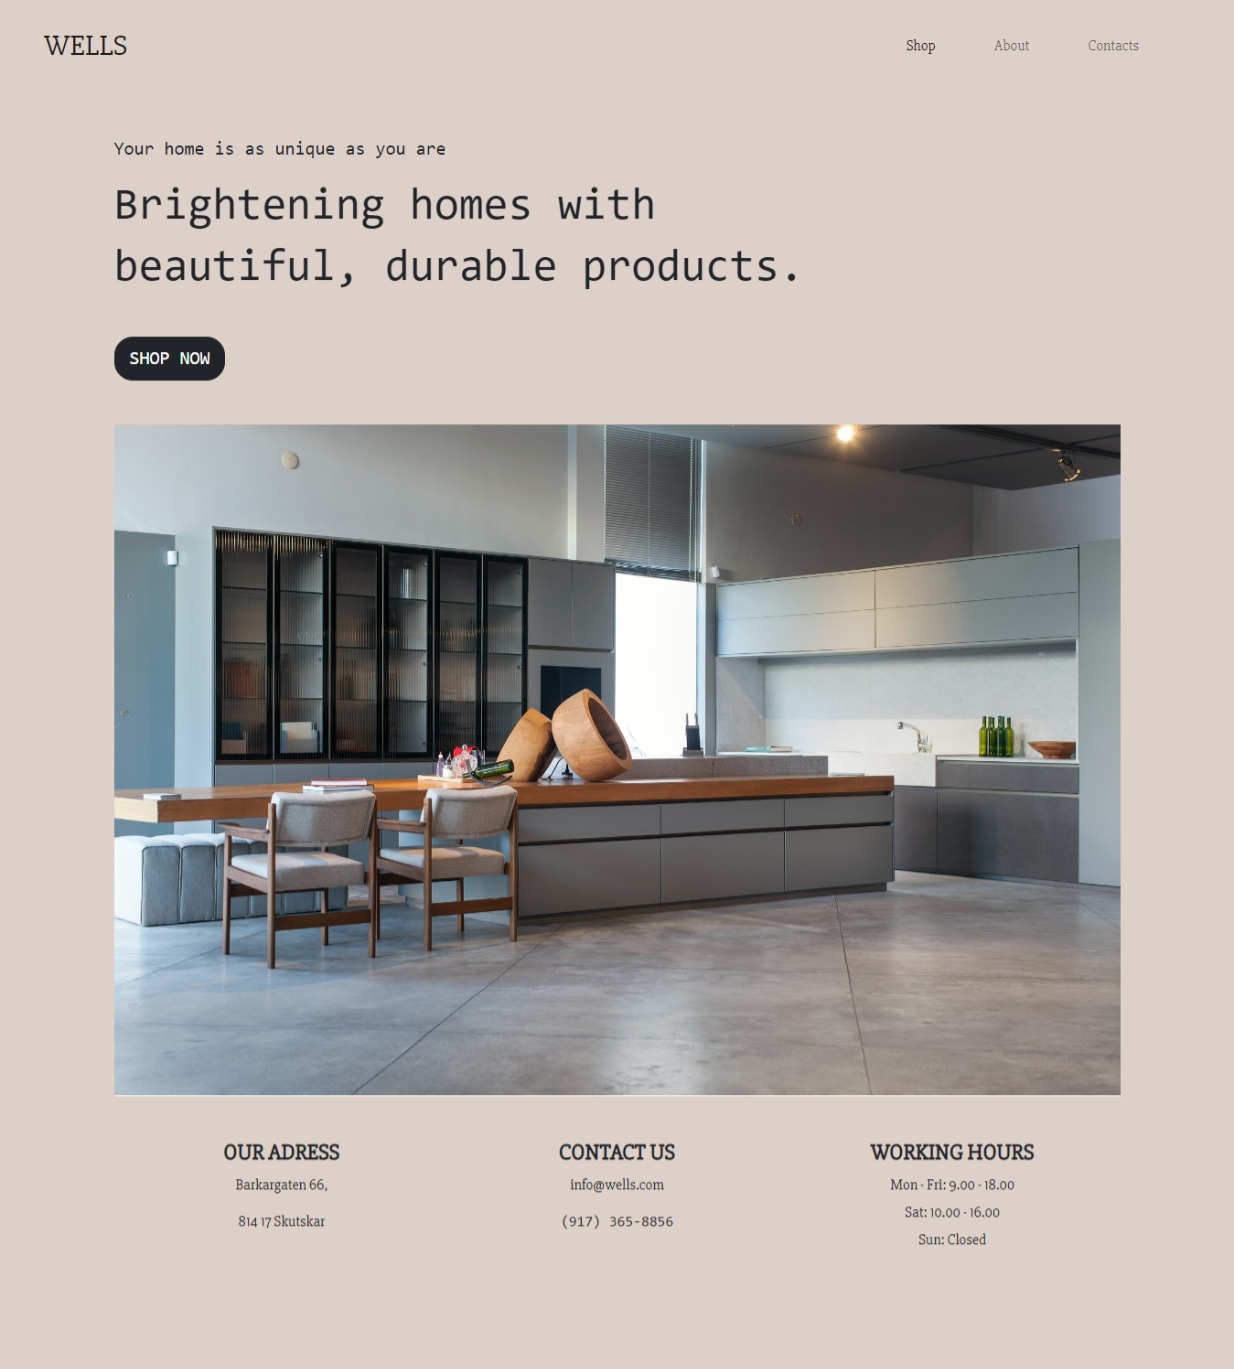 WELLS
Shop
About
Contacts
Your home is as unique as you are
Brightening homes with
beautiful, durable products.
SHOP NOW
OUR ADRESS
Barkargaten 66,
814 17 Skutskar
CONTACT US
info@wells.com
(917) 365-8856
WORKING HOURS
Mon - Fri: 9.00 - 18.00
Sat: 10.00 - 16.00
Sun: Closed